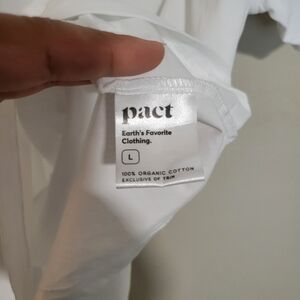 pact
Earth's Favorite
Clothing.
L
100% ORGANIC COTTON
EXCLUSIVE OF TRIM